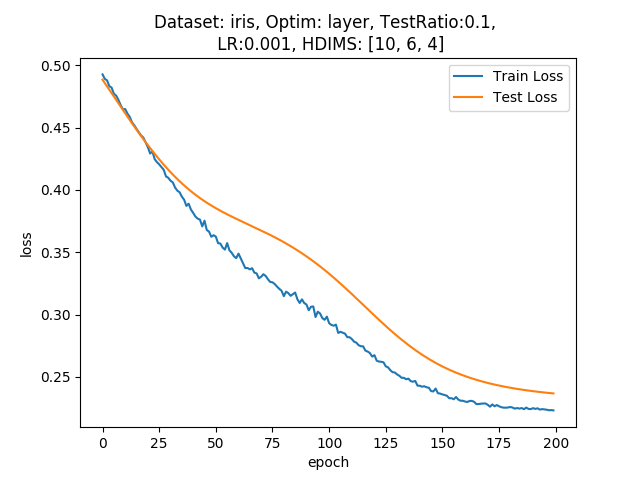 Dataset: iris, Optim: layer, TestRatio:0.1,
LR:0.001, HDIMS: [10, 6, 4]
Train Loss
Test Loss
0.50
0.45
0.40
0.35
0.30
0.25
loss
0 25 50 75 100 125 150 175 200
epoch